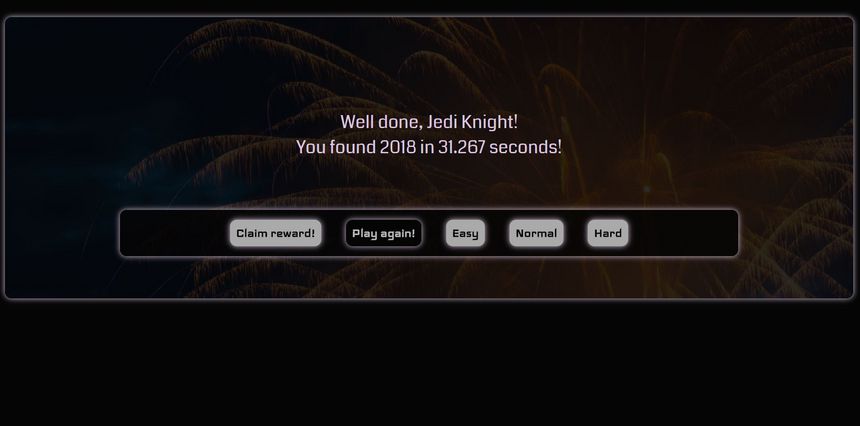 Well done, Jedi Knight!
You found 2018 in 31.267 seconds!
Claim reward! Play again! Easy Normal Hard